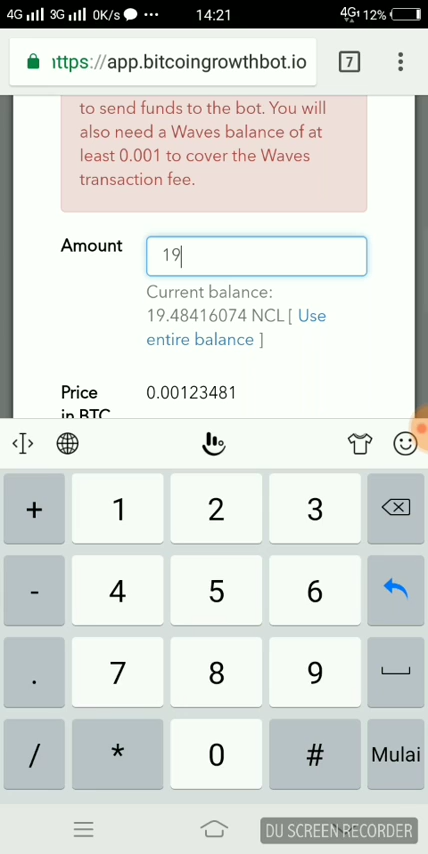 4G 3G 0K/s ... 14:21 4G 12%
ttps://app.bitcoingrowthbot.io 7
to send funds to the bot. You will
also need a Waves balance of at
least 0.001 to cover the Waves
transaction fee.
Amount 19
Current balance:
19.48416074 NCL [ Use
entire balance ]
Price 0.00123481
in BTC
+ 1 2 3
- 4 5 6
. 7 8 9
/ * 0 # Mulai
DU SCREEN RECORDER